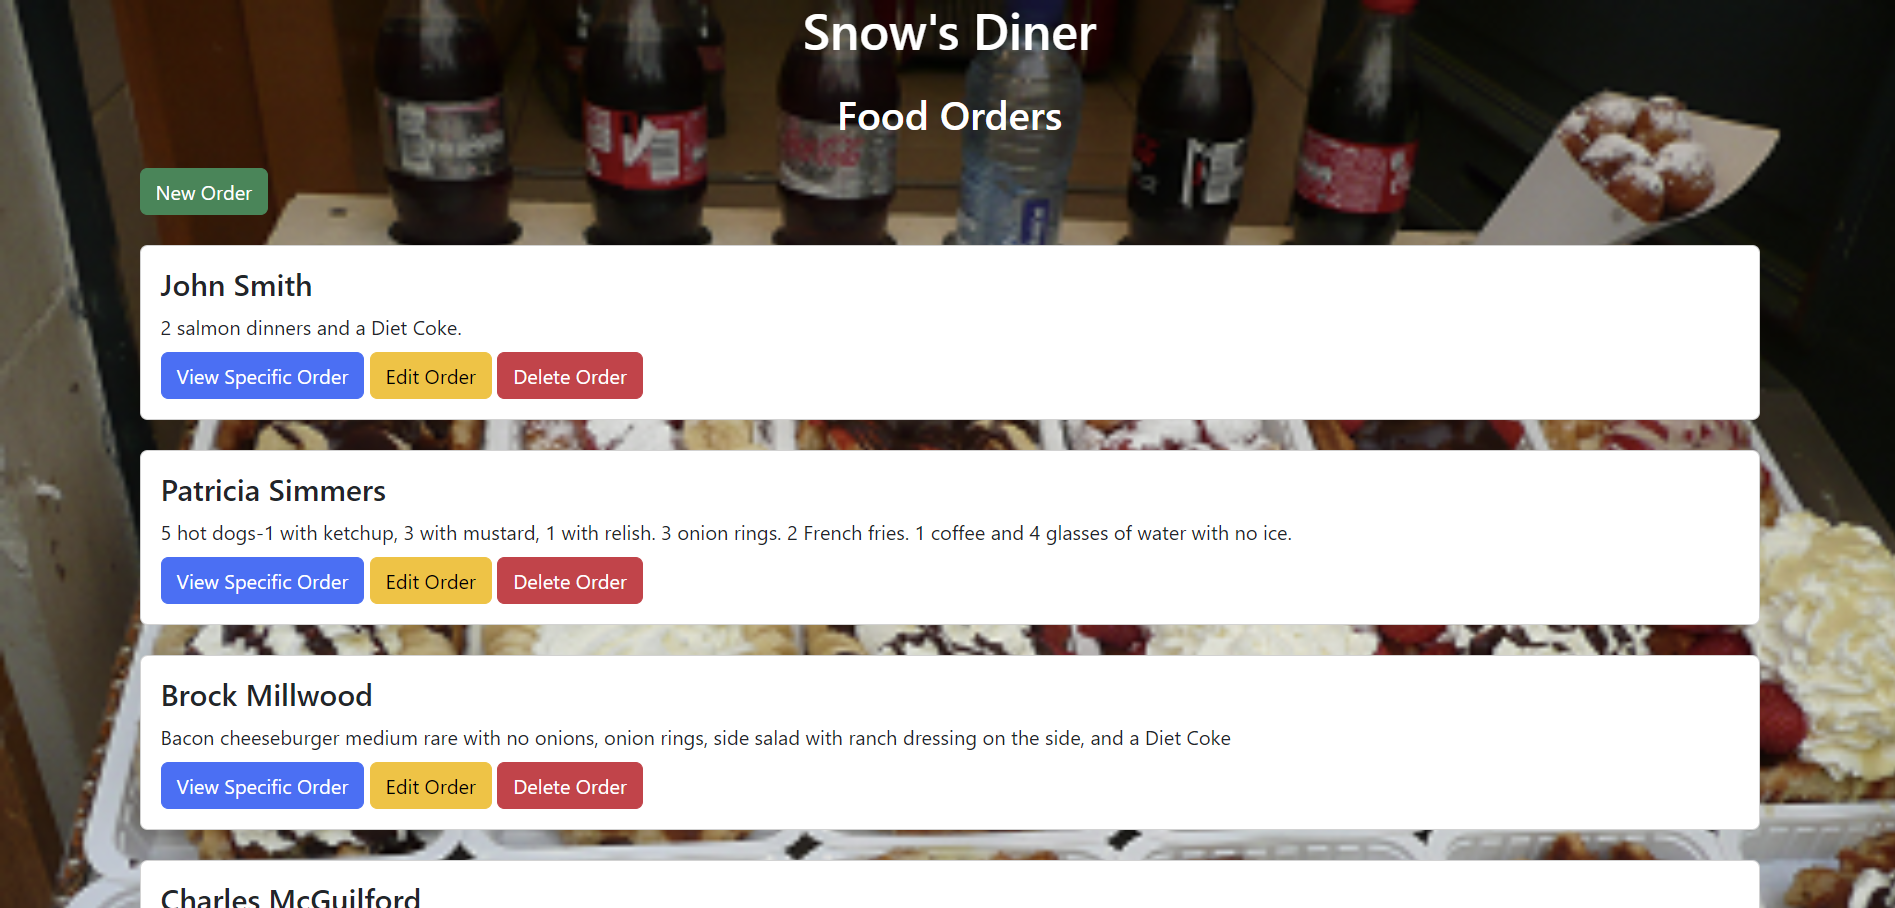 Snow's Diner
Food Orders
New Order
John Smith
2 salmon dinners and a Diet Coke.
View Specific Order Edit Order Delete Order
Patricia Simmers
5 hot dogs-1 with ketchup, 3 with mustard, 1 with relish. 3 onion rings. 2 French fries. 1 coffee and 4 glasses of water with no ice.
View Specific Order Edit Order Delete Order
Brock Millwood
Bacon cheeseburger medium rare with no onions, onion rings, side salad with ranch dressing on the side, and a Diet Coke
View Specific Order Edit Order Delete Order
Charles McGuilford